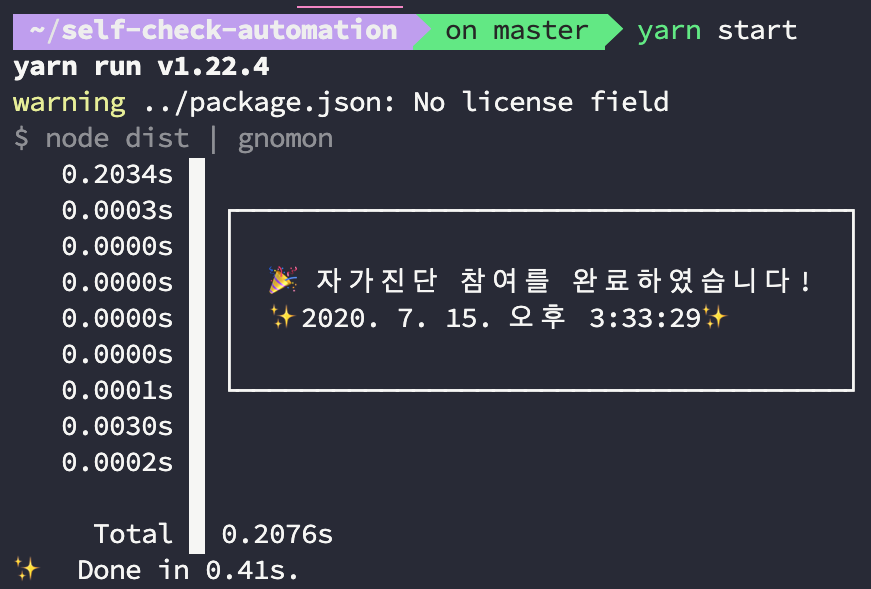 ~/self-check-automation on master yarn start
yarn run v1.22.4
warning ../package.json: No license field
$ node dist | gnomon
0.2034s
0.0003s
0.0000s
0.0000s
🎉 자가진단 참여를 완료하였습니다!
0.0000s
✨2020. 7. 15. 오후 3:33:29✨
0.0000s
0.0001s
0.0030s
0.0002s
Total 0.2076s
✨ Done in 0.41s.